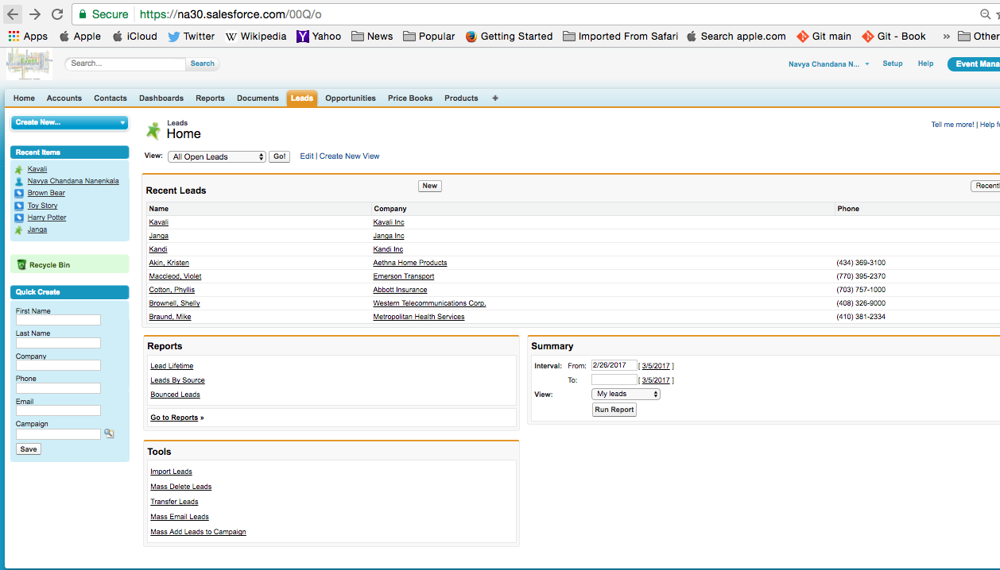 Secure https://na30.salesforce.com/00Q/o
Apps Apple iCloud Twitter W Wikipedia Yahoo News Popular Getting Started Imported From Safari Search apple.com Git main Git - Book » Other
Event
Search... Search Navya Chandana N... Setup Help Event Mana
Home Accounts Contacts Dashboards Reports Documents Leads Opportunities Price Books Products +
Create New...
Leads
Home
Tell me more! | Help f
View: All Open Leads Go! Edit | Create New View
Recent Items
Kavali
Navya Chandana Nanenkala
Brown Bear
Toy Story
Harry Potter
Janga
Recycle Bin
Quick Create
First Name
Last Name
Company
Phone
Email
Campaign
Save
Recent Leads New Recentl
Name Company Phone
Kavali Kavali Inc
Janga Janga Inc
Kandi Kandi Inc
Akin, Kristen Aethna Home Products (434) 369-3100
Maccleod, Violet Emerson Transport (770) 395-2370
Cotton, Phyllis Abbott Insurance (703) 757-1000
Brownell, Shelly Western Telecommunications Corp. (408) 326-9000
Braund, Mike Metropolitan Health Services (410) 381-2334
Reports
Lead Lifetime
Leads By Source
Bounced Leads
Go to Reports »
Summary
Interval: From: 2/26/2017 [ 3/5/2017 ]
To: [ 3/5/2017 ]
View: My leads
Run Report
Tools
Import Leads
Mass Delete Leads
Transfer Leads
Mass Email Leads
Mass Add Leads to Campaign